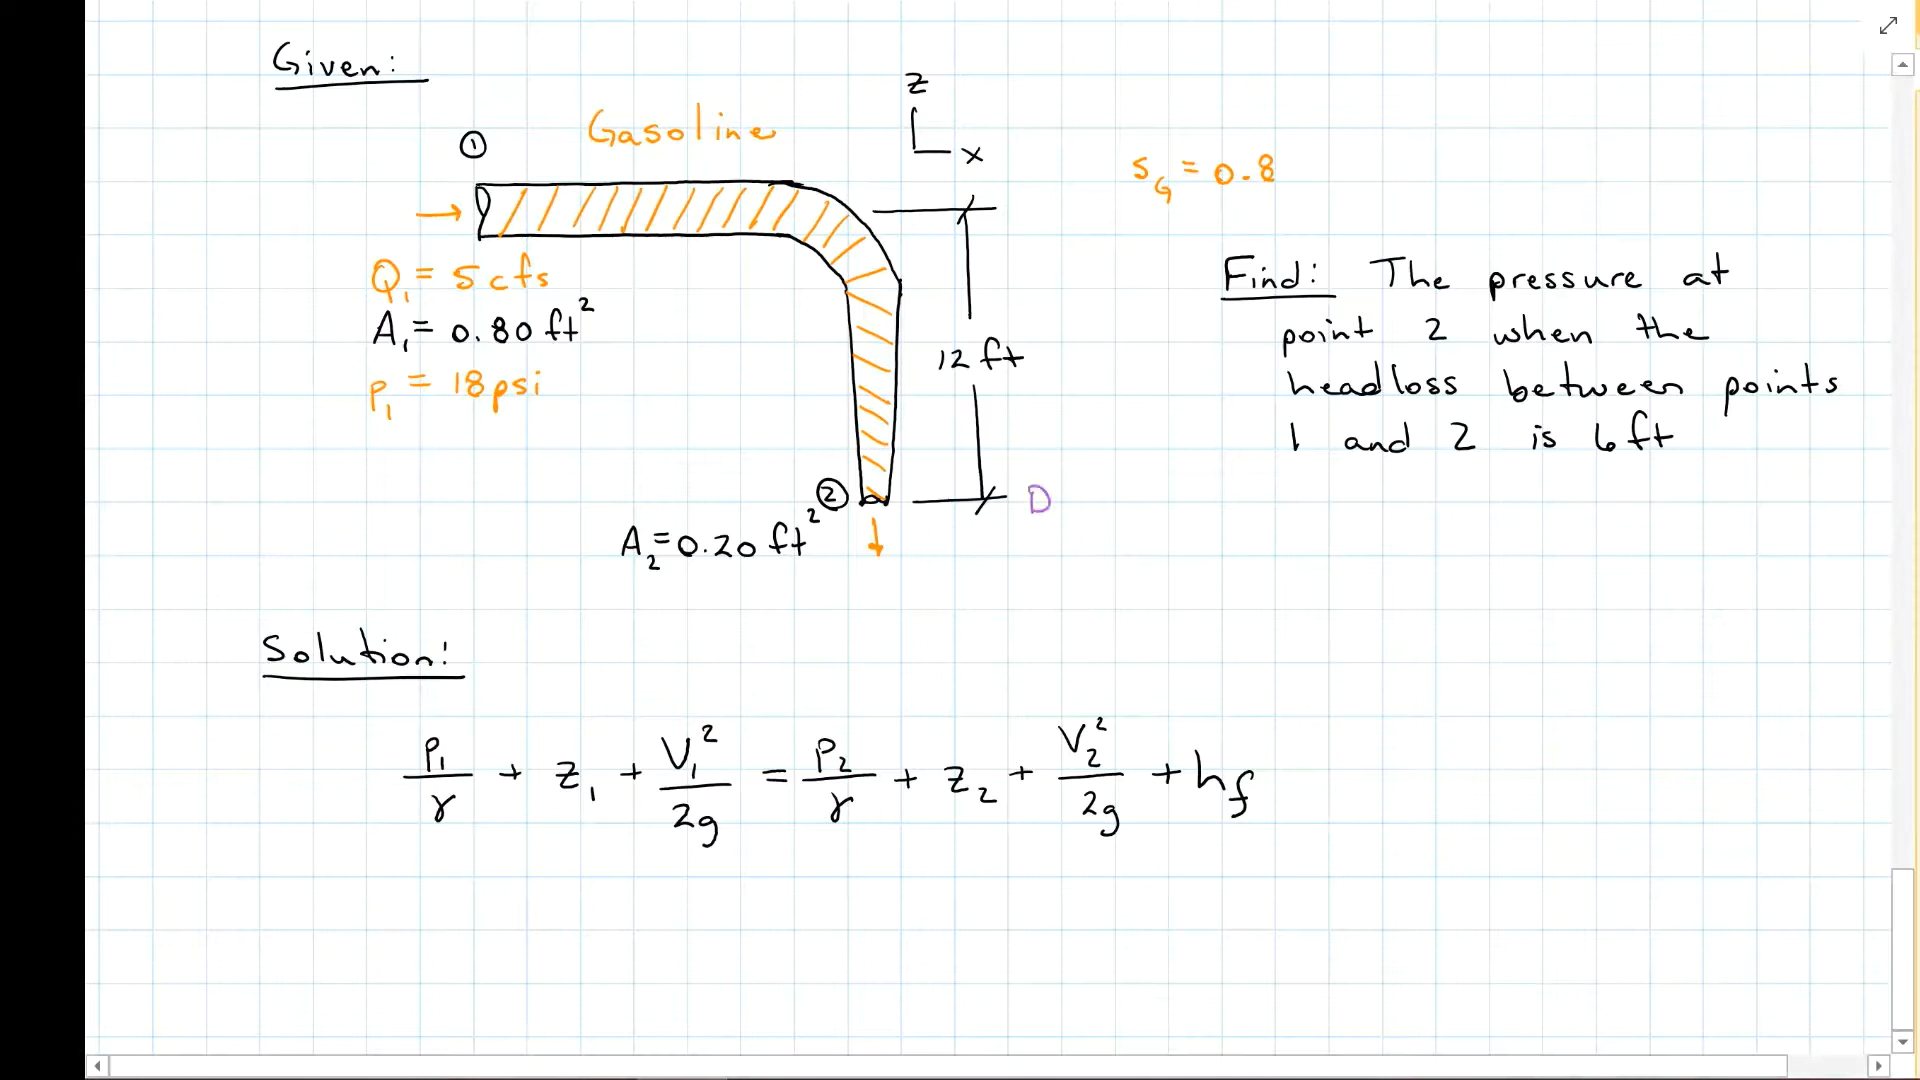 Given:
Z
Gasoline
①
x
S_G = 0.8
Q₁ = 5 cfs
A₁ = 0.80 ft²
P₁ = 18 psi
12 ft
Find: The pressure at
point 2 when the
headloss between points
1 and 2 is 6ft
②
D
A₂ = 0.20 ft²
Solution:
P₁/γ + Z₁ + V₁²/2g = P₂/γ + Z₂ + V₂²/2g + h_f